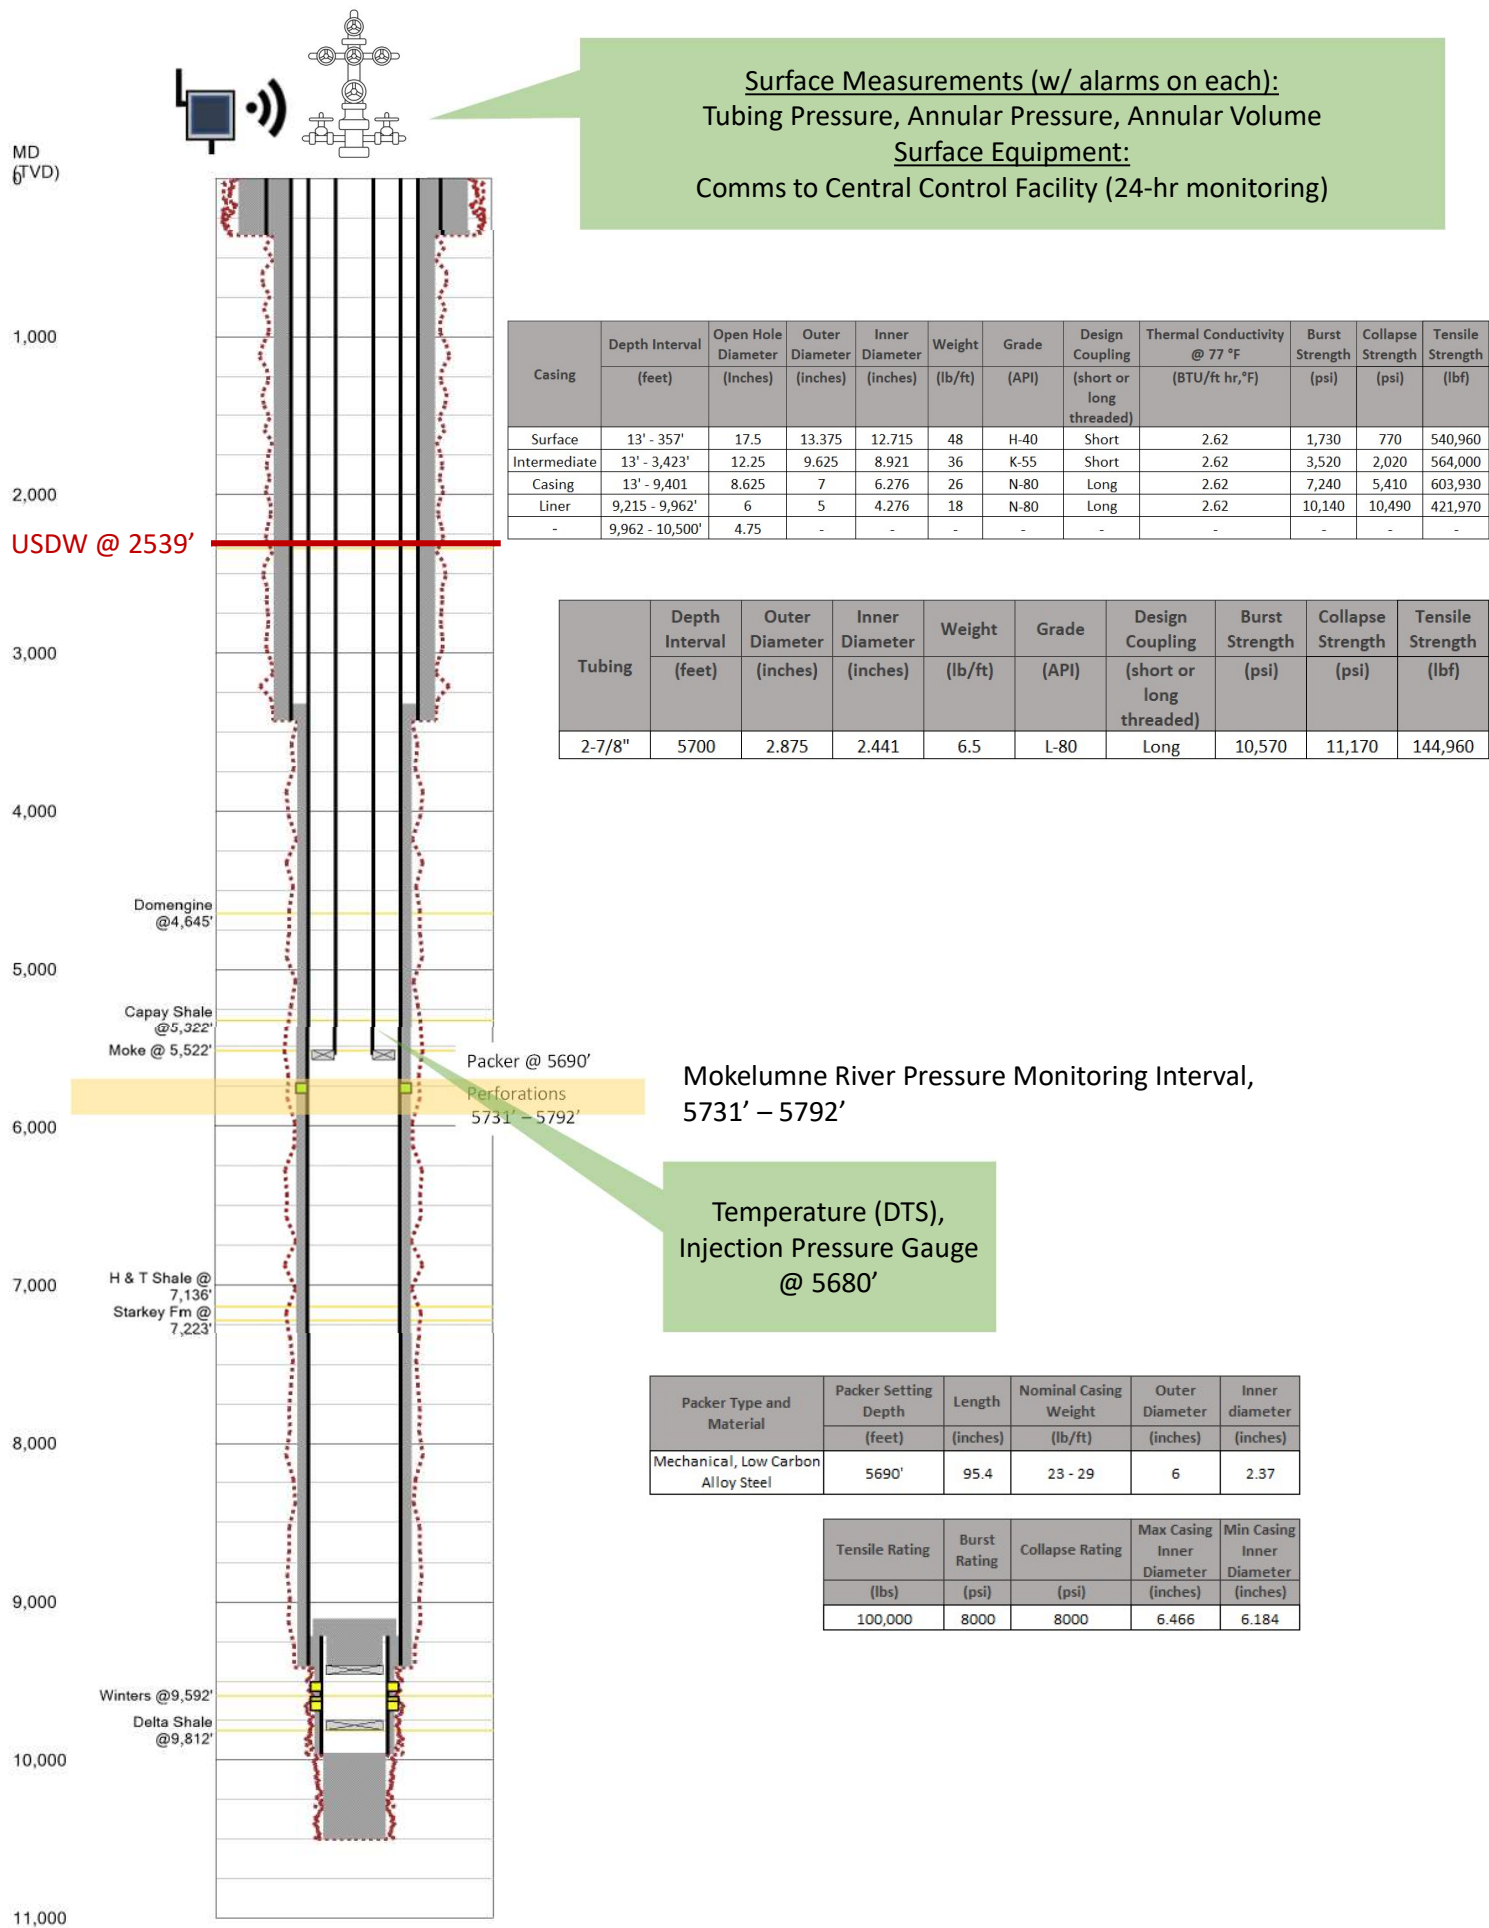 Surface Measurements (w/ alarms on each):
Tubing Pressure, Annular Pressure, Annular Volume
Surface Equipment:
Comms to Central Control Facility (24-hr monitoring)
MD
(TVD)
0
1,000
2,000
USDW @ 2539’
3,000
4,000
Domengine
@4,645'
5,000
Capay Shale
@5,322'
Moke @ 5,522'
6,000
H & T Shale @
7,136'
7,000
Starkey Fm @
7,223'
8,000
9,000
Winters @9,592'
Delta Shale
@9,812'
10,000
11,000
Casing | Depth Interval | Open Hole Diameter | Outer Diameter | Inner Diameter | Weight | Grade | Design Coupling | Thermal Conductivity @ 77 °F | Burst Strength | Collapse Strength | Tensile Strength
(feet) | (Inches) | (inches) | (inches) | (lb/ft) | (API) | (short or long threaded) | (BTU/ft hr,°F) | (psi) | (psi) | (lbf)
Surface | 13' - 357' | 17.5 | 13.375 | 12.715 | 48 | H-40 | Short | 2.62 | 1,730 | 770 | 540,960
Intermediate | 13' - 3,423' | 12.25 | 9.625 | 8.921 | 36 | K-55 | Short | 2.62 | 3,520 | 2,020 | 564,000
Casing | 13' - 9,401 | 8.625 | 7 | 6.276 | 26 | N-80 | Long | 2.62 | 7,240 | 5,410 | 603,930
Liner | 9,215 - 9,962' | 6 | 5 | 4.276 | 18 | N-80 | Long | 2.62 | 10,140 | 10,490 | 421,970
- | 9,962 - 10,500' | 4.75 | - | - | - | - | - | - | - | - | -
Tubing | Depth Interval | Outer Diameter | Inner Diameter | Weight | Grade | Design Coupling | Burst Strength | Collapse Strength | Tensile Strength
(feet) | (inches) | (inches) | (lb/ft) | (API) | (short or long threaded) | (psi) | (psi) | (lbf)
2-7/8" | 5700 | 2.875 | 2.441 | 6.5 | L-80 | Long | 10,570 | 11,170 | 144,960
Packer @ 5690’
Perforations
5731’ – 5792’
Mokelumne River Pressure Monitoring Interval,
5731’ – 5792’
Temperature (DTS),
Injection Pressure Gauge
@ 5680’
Packer Type and Material | Packer Setting Depth | Length | Nominal Casing Weight | Outer Diameter | Inner diameter
(feet) | (inches) | (lb/ft) | (inches) | (inches)
Mechanical, Low Carbon Alloy Steel | 5690' | 95.4 | 23 - 29 | 6 | 2.37
Tensile Rating | Burst Rating | Collapse Rating | Max Casing Inner Diameter | Min Casing Inner Diameter
(lbs) | (psi) | (psi) | (inches) | (inches)
100,000 | 8000 | 8000 | 6.466 | 6.184